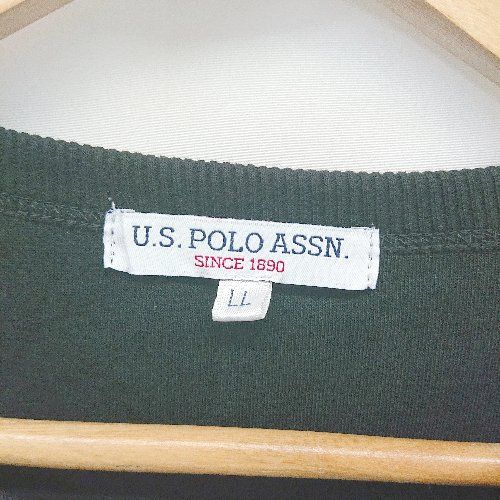 U.S. POLO ASSN.
SINCE 1890
LL